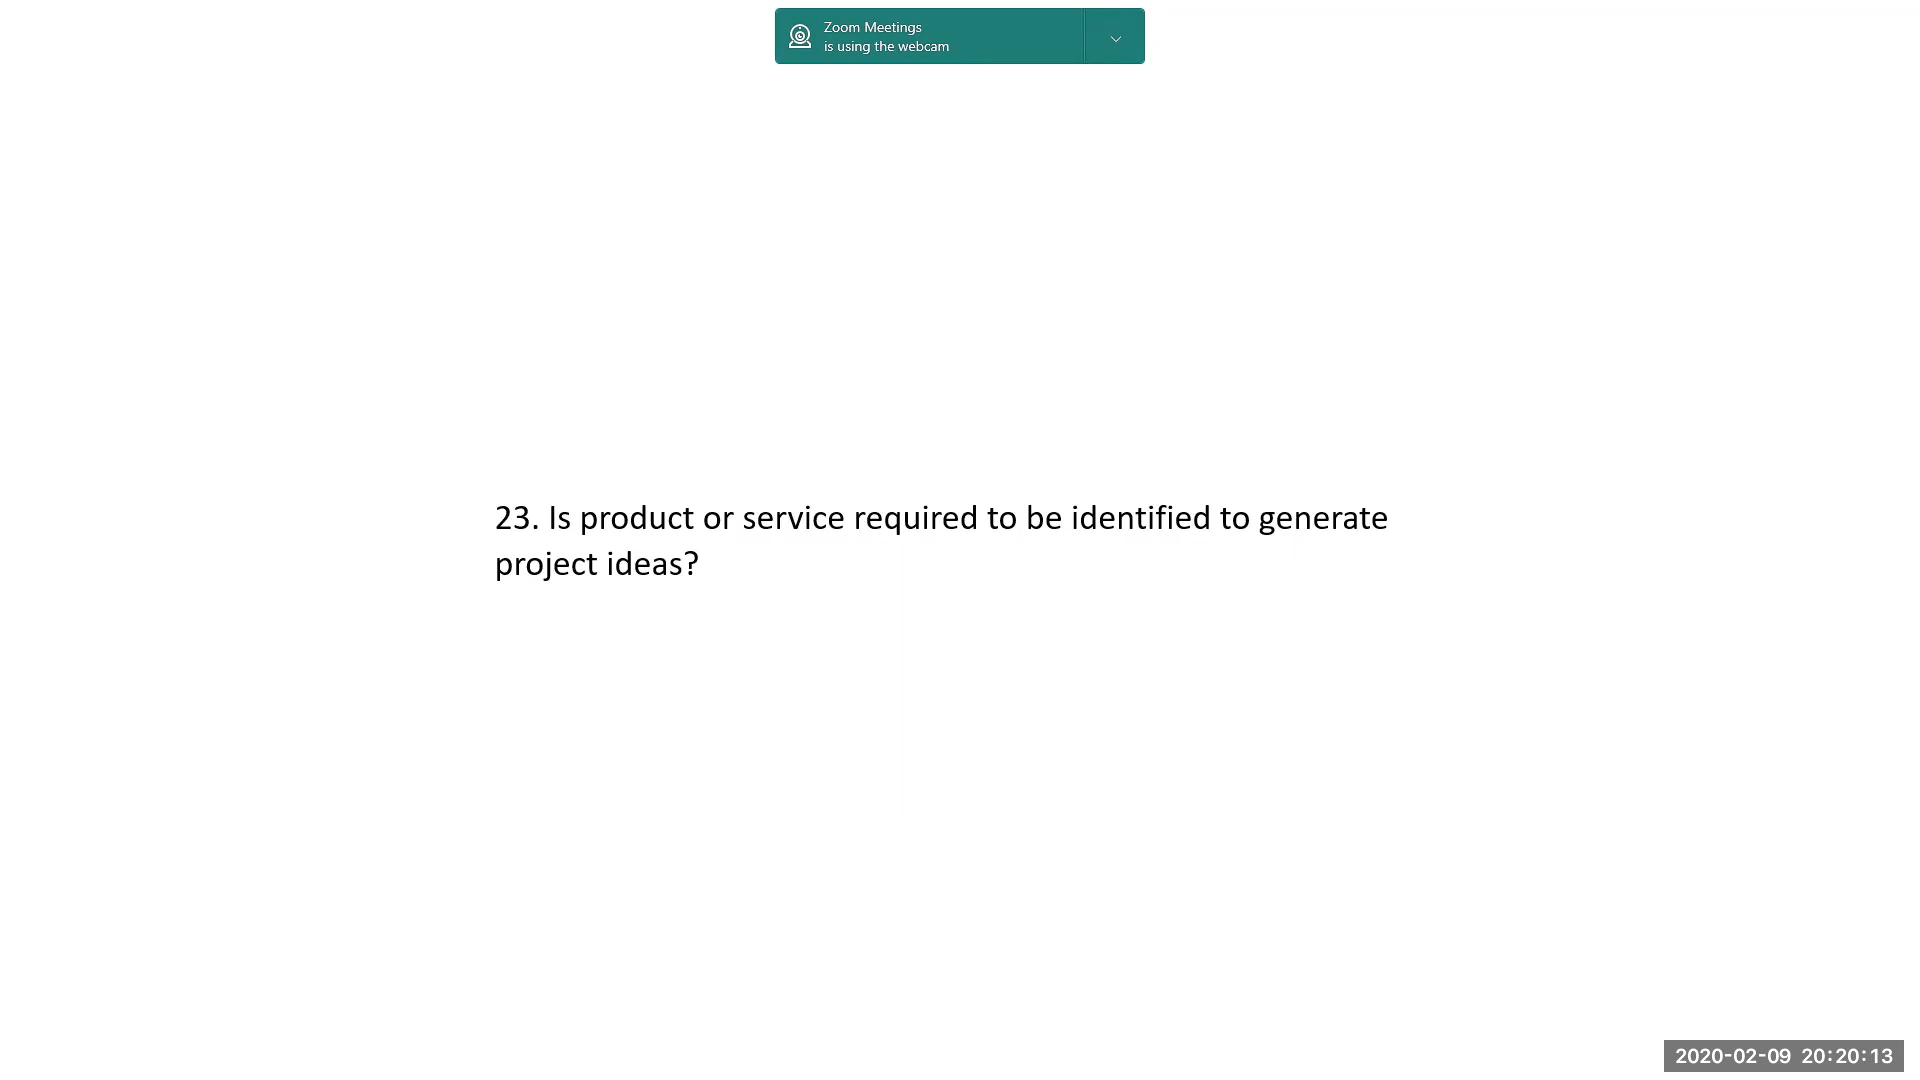 Zoom Meetings
is using the webcam
23. Is product or service required to be identified to generate
project ideas?
2020-02-09 20:20:13